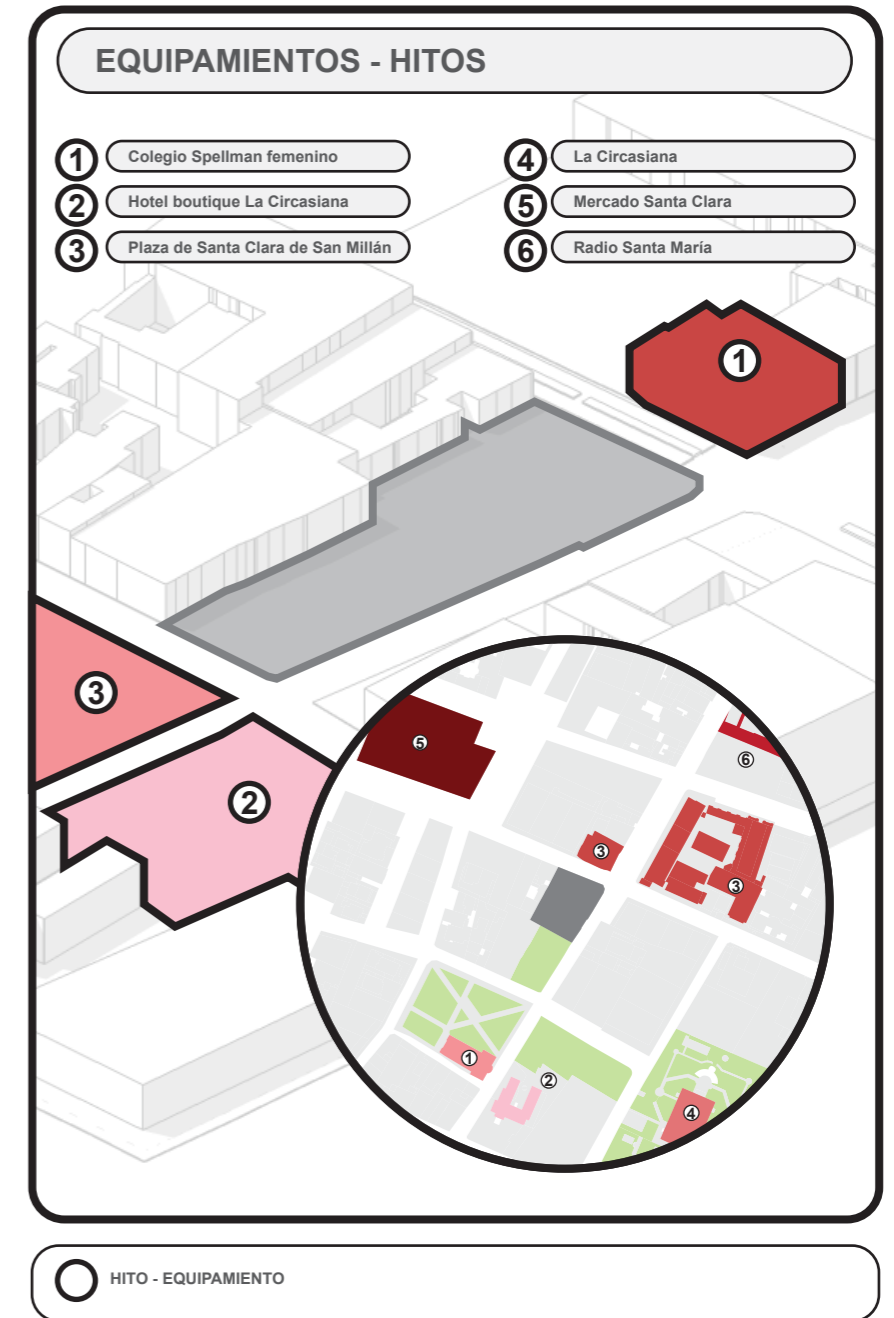 EQUIPAMIENTOS - HITOS
1 Colegio Spellman femenino
2 Hotel boutique La Circasiana
3 Plaza de Santa Clara de San Millán
4 La Circasiana
5 Mercado Santa Clara
6 Radio Santa María
1
3
2
5
6
3
3
1
2
4
HITO - EQUIPAMIENTO